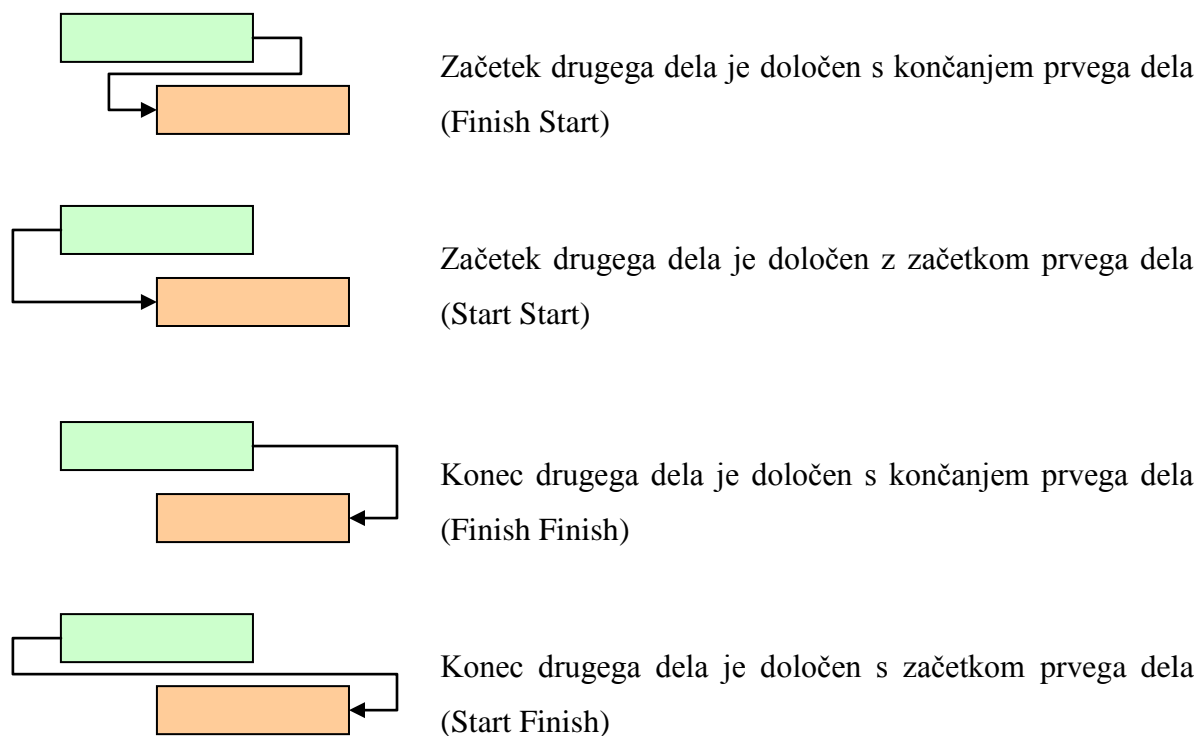 Začetek drugega dela je določen s končanjem prvega dela
(Finish Start)
Začetek drugega dela je določen z začetkom prvega dela
(Start Start)
Konec drugega dela je določen s končanjem prvega dela
(Finish Finish)
Konec drugega dela je določen s začetkom prvega dela
(Start Finish)